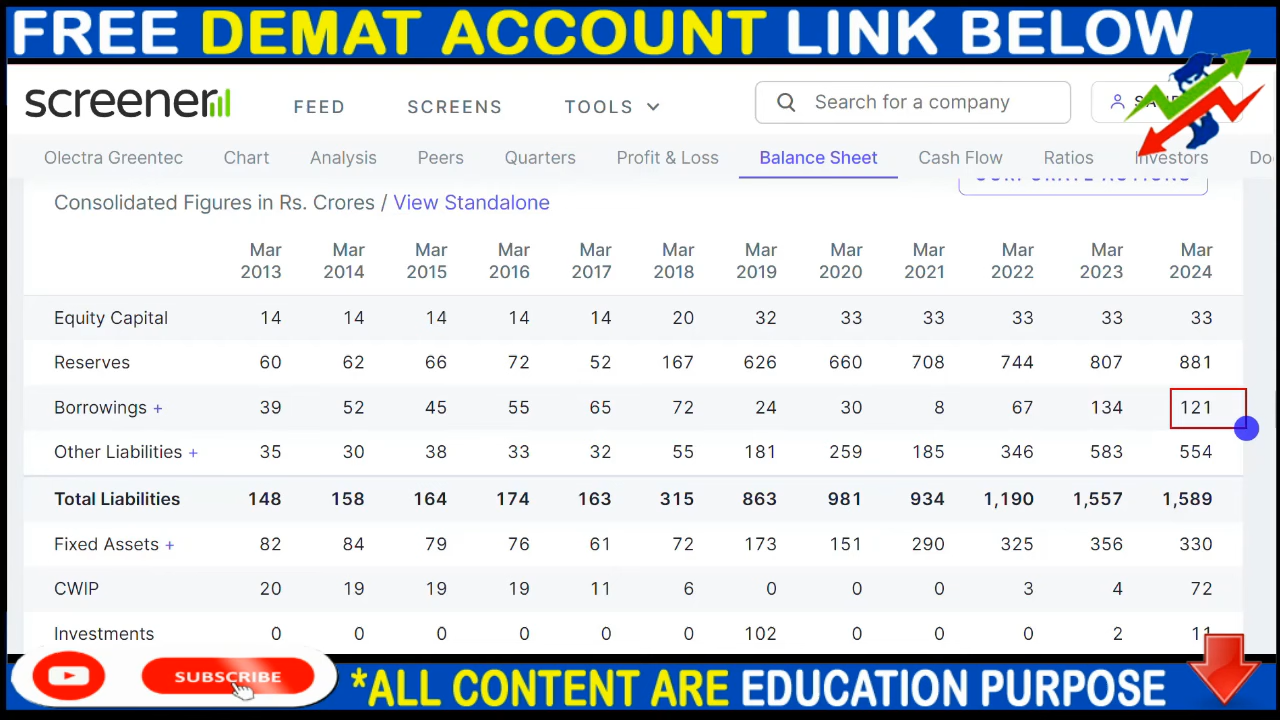 FREE DEMAT ACCOUNT LINK BELOW
screener FEED SCREENS TOOLS Search for a company
Olectra Greentec Chart Analysis Peers Quarters Profit & Loss Balance Sheet Cash Flow Ratios Investors Do
CORPORATE ACTIONS
Consolidated Figures in Rs. Crores / View Standalone
Mar 2013 Mar 2014 Mar 2015 Mar 2016 Mar 2017 Mar 2018 Mar 2019 Mar 2020 Mar 2021 Mar 2022 Mar 2023 Mar 2024
Equity Capital 14 14 14 14 14 20 32 33 33 33 33 33
Reserves 60 62 66 72 52 167 626 660 708 744 807 881
Borrowings + 39 52 45 55 65 72 24 30 8 67 134 121
Other Liabilities + 35 30 38 33 32 55 181 259 185 346 583 554
Total Liabilities 148 158 164 174 163 315 863 981 934 1,190 1,557 1,589
Fixed Assets + 82 84 79 76 61 72 173 151 290 325 356 330
CWIP 20 19 19 19 11 6 0 0 0 3 4 72
Investments 0 0 0 0 0 0 102 0 0 0 2 11
SUBSCRIBE
*ALL CONTENT ARE EDUCATION PURPOSE